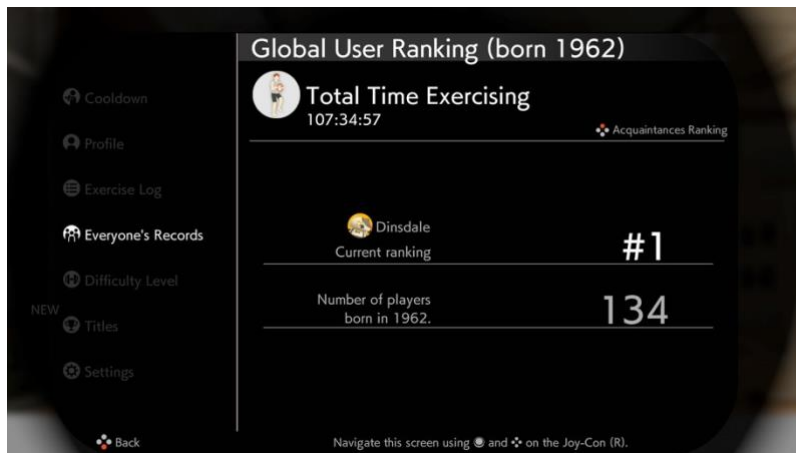 Global User Ranking (born 1962)
Total Time Exercising
107:34:57
Acquaintances Ranking
Cooldown
Profile
Exercise Log
Everyone's Records
Difficulty Level
NEW
Titles
Settings
Dinsdale
Current ranking
#1
Number of players
born in 1962.
134
Back
Navigate this screen using and on the Joy-Con (R).